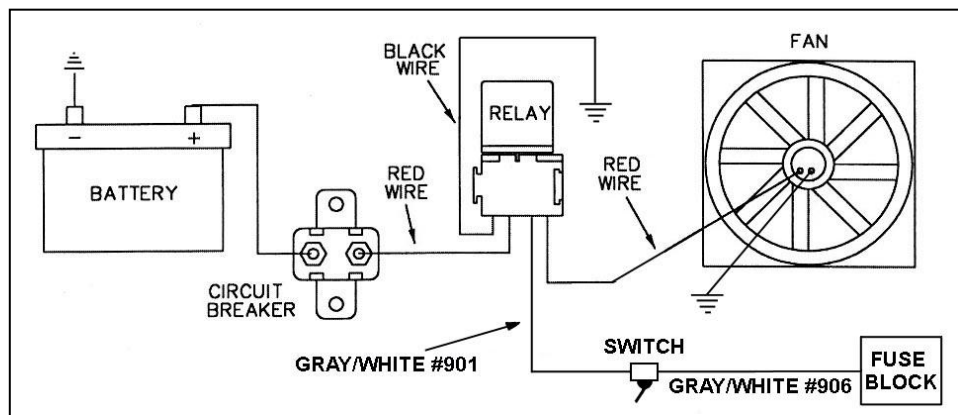 FAN
BLACK
WIRE
RELAY
− +
BATTERY
RED
WIRE
RED
WIRE
CIRCUIT
BREAKER
GRAY/WHITE #901
SWITCH
GRAY/WHITE #906
FUSE
BLOCK